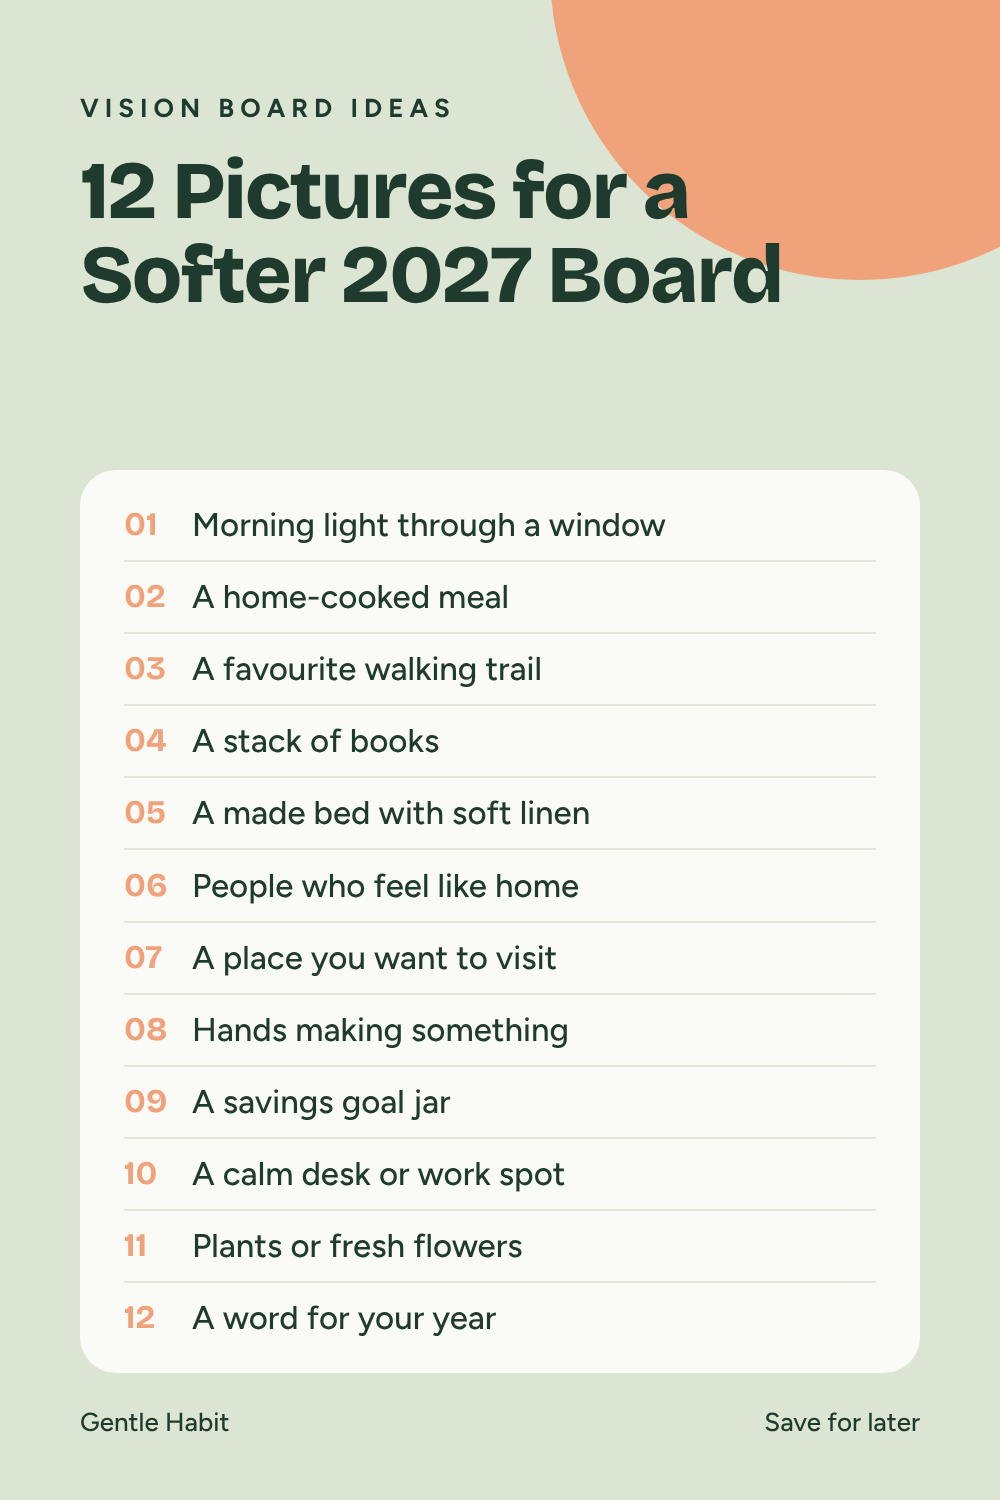 VISION BOARD IDEAS
12 Pictures for a
Softer 2027 Board
01 Morning light through a window
02 A home-cooked meal
03 A favourite walking trail
04 A stack of books
05 A made bed with soft linen
06 People who feel like home
07 A place you want to visit
08 Hands making something
09 A savings goal jar
10 A calm desk or work spot
11 Plants or fresh flowers
12 A word for your year
Gentle Habit
Save for later